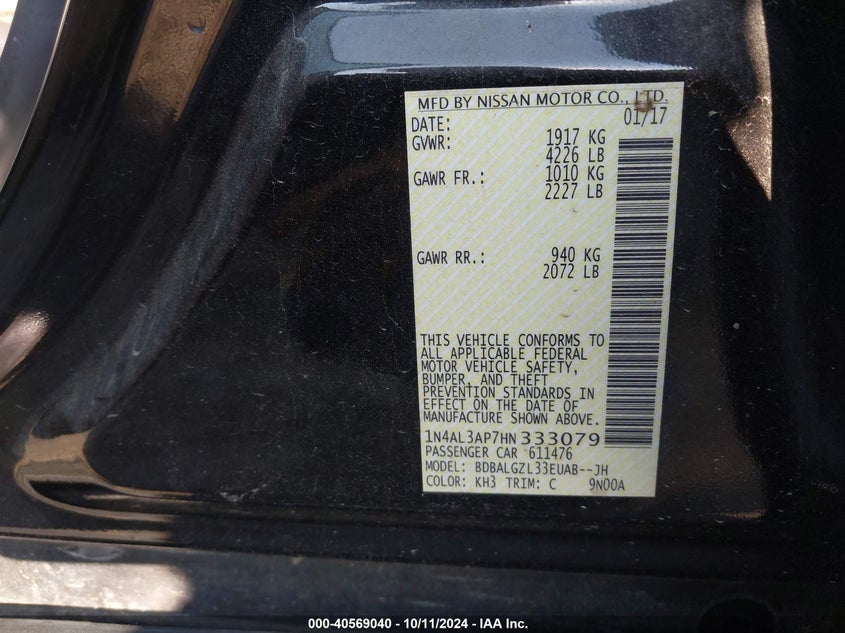 MFD BY NISSAN MOTOR CO., LTD.
DATE: 01/17
GVWR: 1917 KG
4226 LB
GAWR FR.: 1010 KG
2227 LB
GAWR RR.: 940 KG
2072 LB
THIS VEHICLE CONFORMS TO
ALL APPLICABLE FEDERAL
MOTOR VEHICLE SAFETY,
BUMPER, AND THEFT
PREVENTION STANDARDS IN
EFFECT ON THE DATE OF
MANUFACTURE SHOWN ABOVE.
1N4AL3AP7HN333079
PASSENGER CAR 611476
MODEL: BDBALGZL33EUAB--JH
COLOR: KH3 TRIM: C 9N00A
000-40569040 - 10/11/2024 - IAA Inc.